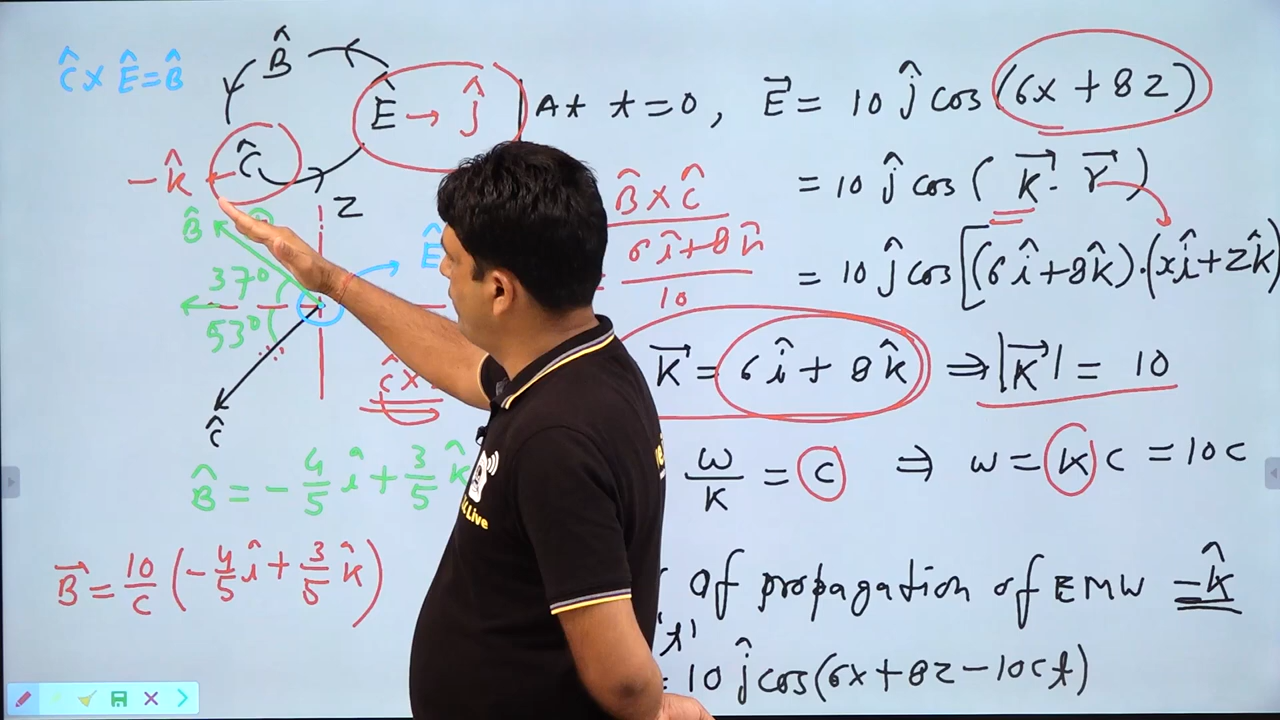 Ĉ × Ê = B̂
B̂
Ê → ĵ
Ĉ
-k̂
At t=0, E⃗ = 10 ĵ cos(6x + 8z)
= 10 ĵ cos( K⃗ · r⃗ )
= 10 ĵ cos[(6î+8k̂)·(xî+zk̂)
z
B̂
37°
53°
Ê
ĉ
B̂ × Ĉ
6î+8k̂
10
ĉ ×
K⃗ = 6î + 8k̂ ⇒ |K⃗| = 10
ω/K = c ⇒ ω = Kc = 10c
B̂ = - 4/5 î + 3/5 k̂
B⃗ = 10/c (- 4/5 î + 3/5 k̂)
of propagation of EMW = -k̂
't'
= 10 ĵ cos(6x + 8z - 10ct)
Live